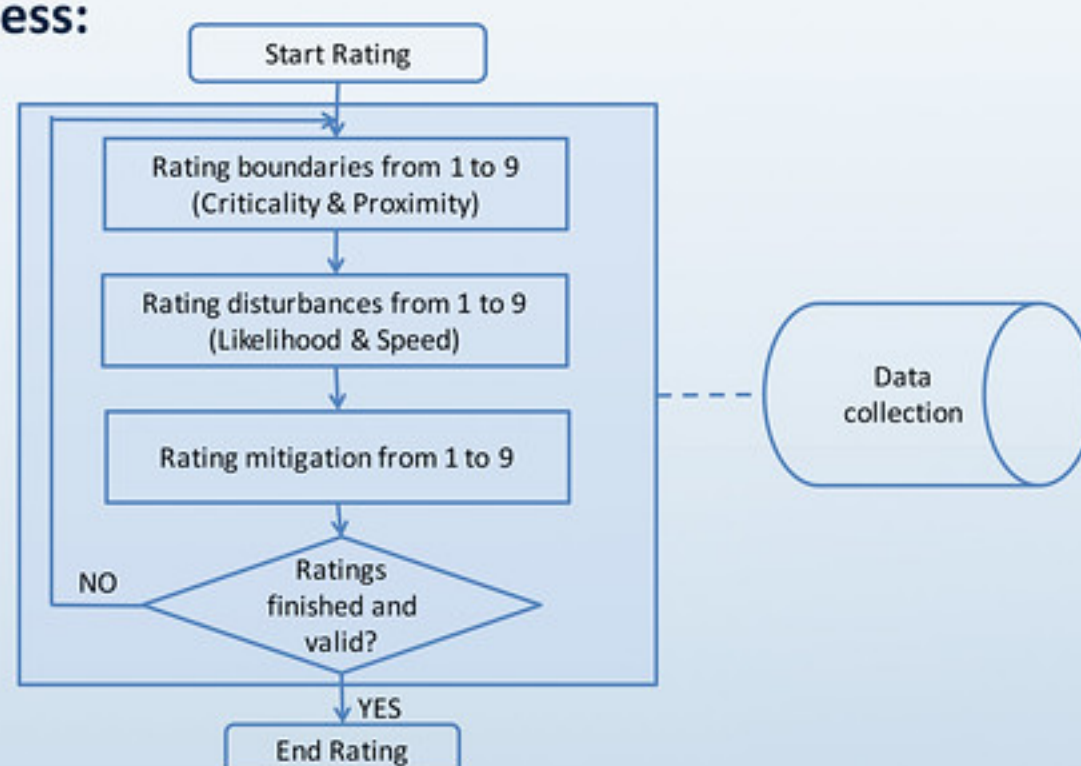 ess:
Start Rating
Rating boundaries from 1 to 9
(Criticality & Proximity)
Rating disturbances from 1 to 9
(Likelihood & Speed)
Rating mitigation from 1 to 9
Ratings
finished and
valid?
NO
YES
End Rating
Data
collection